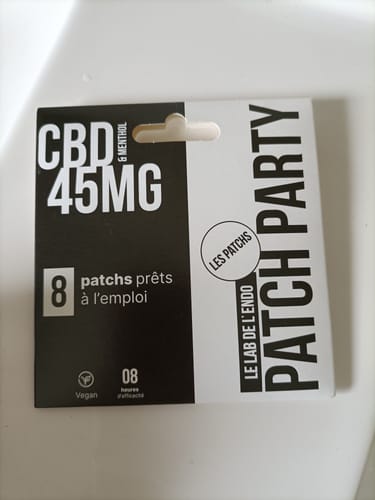 CBD
& MENTHOL
45MG
8
patchs prêts
à l'emploi
Vegan
08
heures
d'efficacité
LES PATCHS
LE LAB DE L'ENDO
PATCH PARTY